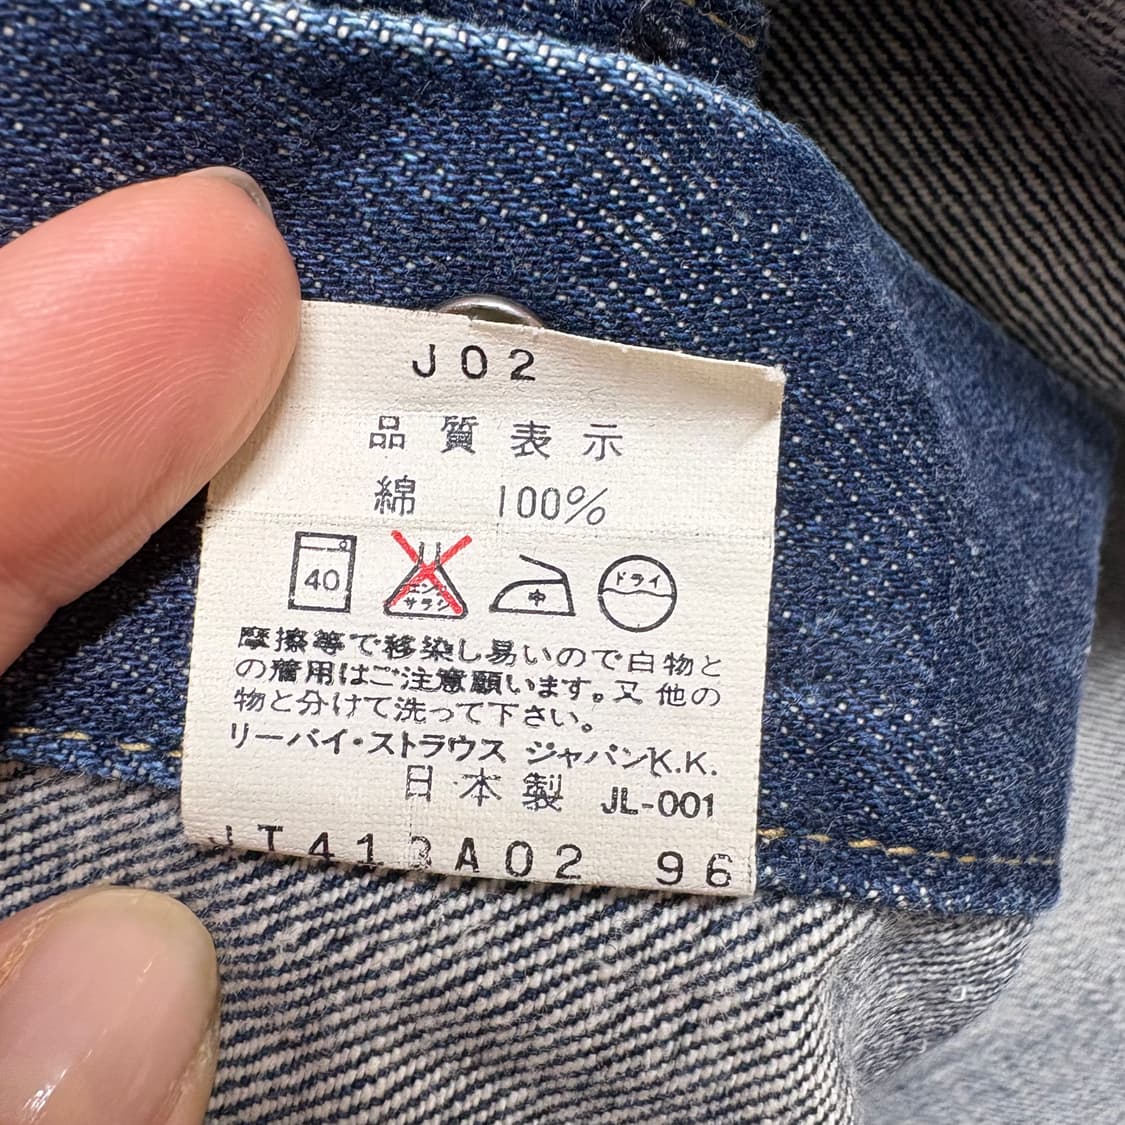 J02
品質表示
綿 100%
40 エンソ サラシ 中 ドライ
摩擦等で移染し易いので白物と
の着用はご注意願います。又他の
物と分けて洗って下さい。
リーバイ・ストラウス ジャパンK.K.
日本製 JL-001
JT413A02 96